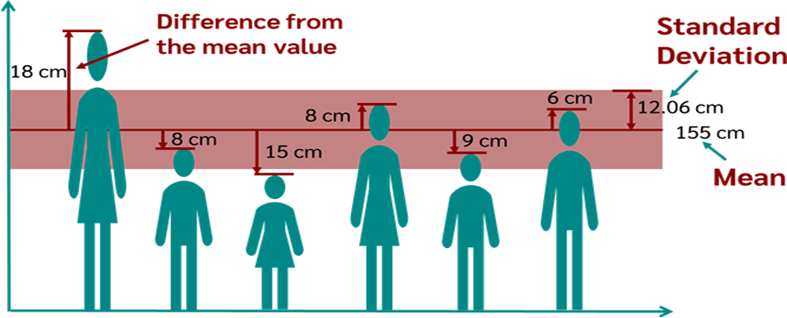 Difference from
the mean value
Standard
Deviation
18 cm
8 cm
15 cm
8 cm
9 cm
6 cm
12.06 cm
155 cm
Mean